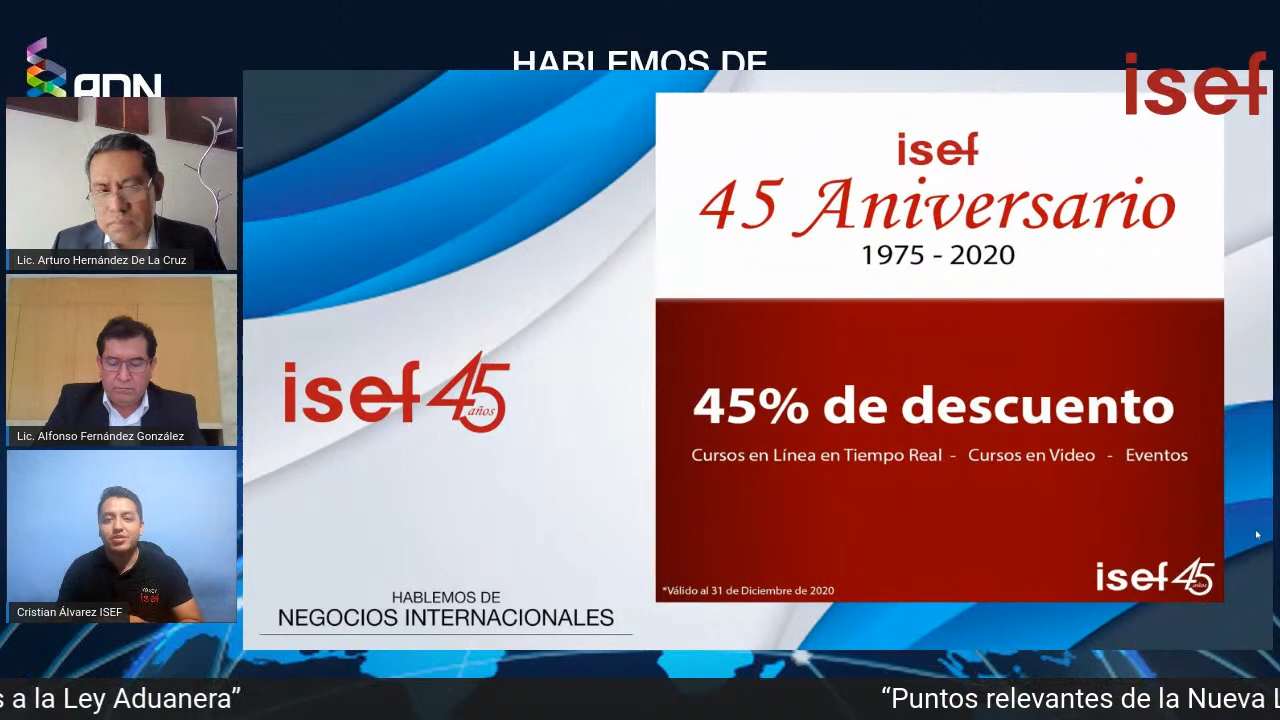 ADN
HABLEMOS DE
isef
Lic. Arturo Hernández De La Cruz
Lic. Alfonso Fernández González
Cristian Álvarez ISEF
isef 45
años
HABLEMOS DE
NEGOCIOS INTERNACIONALES
isef
45 Aniversario
1975 - 2020
45% de descuento
Cursos en Línea en Tiempo Real - Cursos en Video - Eventos
*Válido al 31 de Diciembre de 2020
isef 45
años
s a la Ley Aduanera”
“Puntos relevantes de la Nueva L